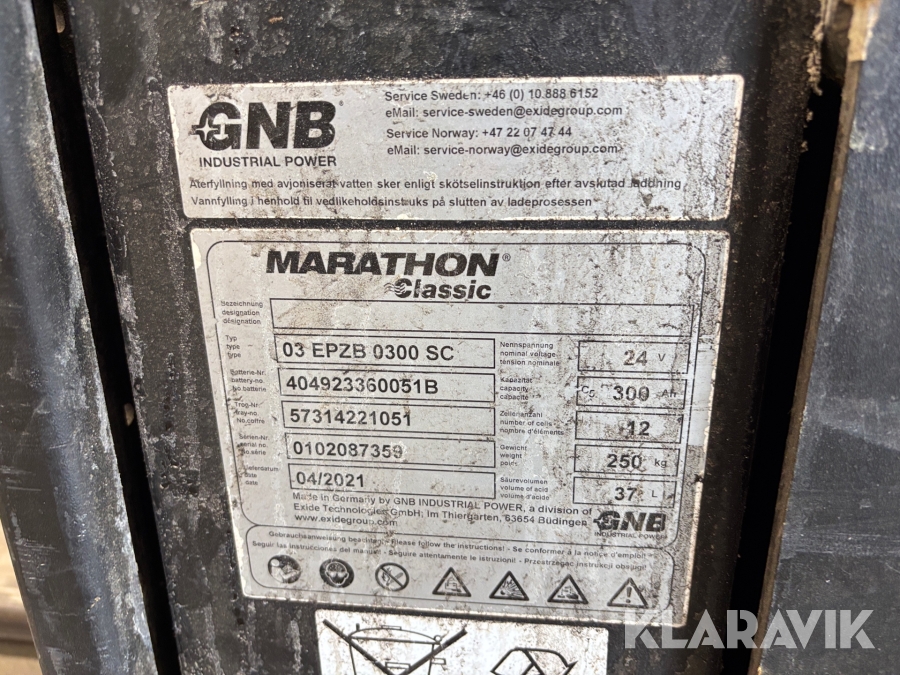 GNB
INDUSTRIAL POWER
Service Sweden: +46 (0) 10.888 6152
eMail: service-sweden@exidegroup.com
Service Norway: +47 22 07 47 44
eMail: service-norway@exidegroup.com
Återfyllning med avjoniserat vatten sker enligt skötselinstruktion efter avslutad laddning
Vannfylling i henhold til vedlikeholdsinstruks på slutten av ladeprosessen
MARATHON®
Classic
Bezeichnung
designation
désignation
Typ
type
type
03 EPZB 0300 SC
Nennspannung
nominal voltage
tension nominale
24 V
Batterie-Nr.
battery-no.
no.batterie
404923360051B
Kapazität
capacity
capacité
300 Ah
Trog-Nr.
tray-no.
No.coffre
57314221051
Zellenanzahl
number of cells
nombre d'éléments
12
Serien-Nr.
serial no.
no.série
0102087359
Gewicht
weight
poids
250 kg
Lieferdatum
date
date
04/2021
Säurevolumen
volume of acid
volume d'acide
37 L
Made in Germany by GNB INDUSTRIAL POWER, a division of
Exide Technologies GmbH; Im Thiergarten, 63654 Büdingen
www.exidegroup.com
GNB
INDUSTRIAL POWER
Gebrauchsanweisung beachten! - Please follow the instructions! - Se conformer à la notice d'emploi!
Seguir las instrucciones del manual! - Seguire attentamente le istruzioni! - Przestrzegać instrukcji obsługi!
KLARAVIK